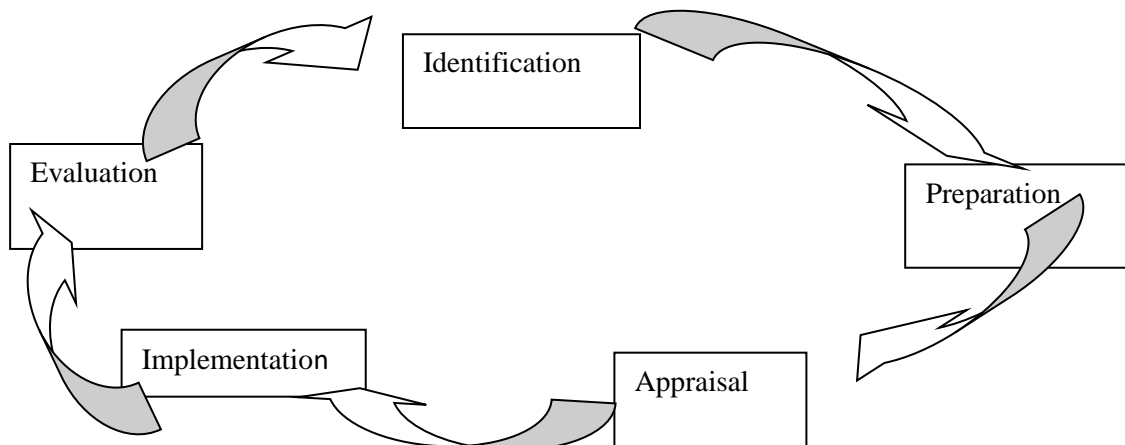 Identification
Evaluation
Preparation
Implementation
Appraisal